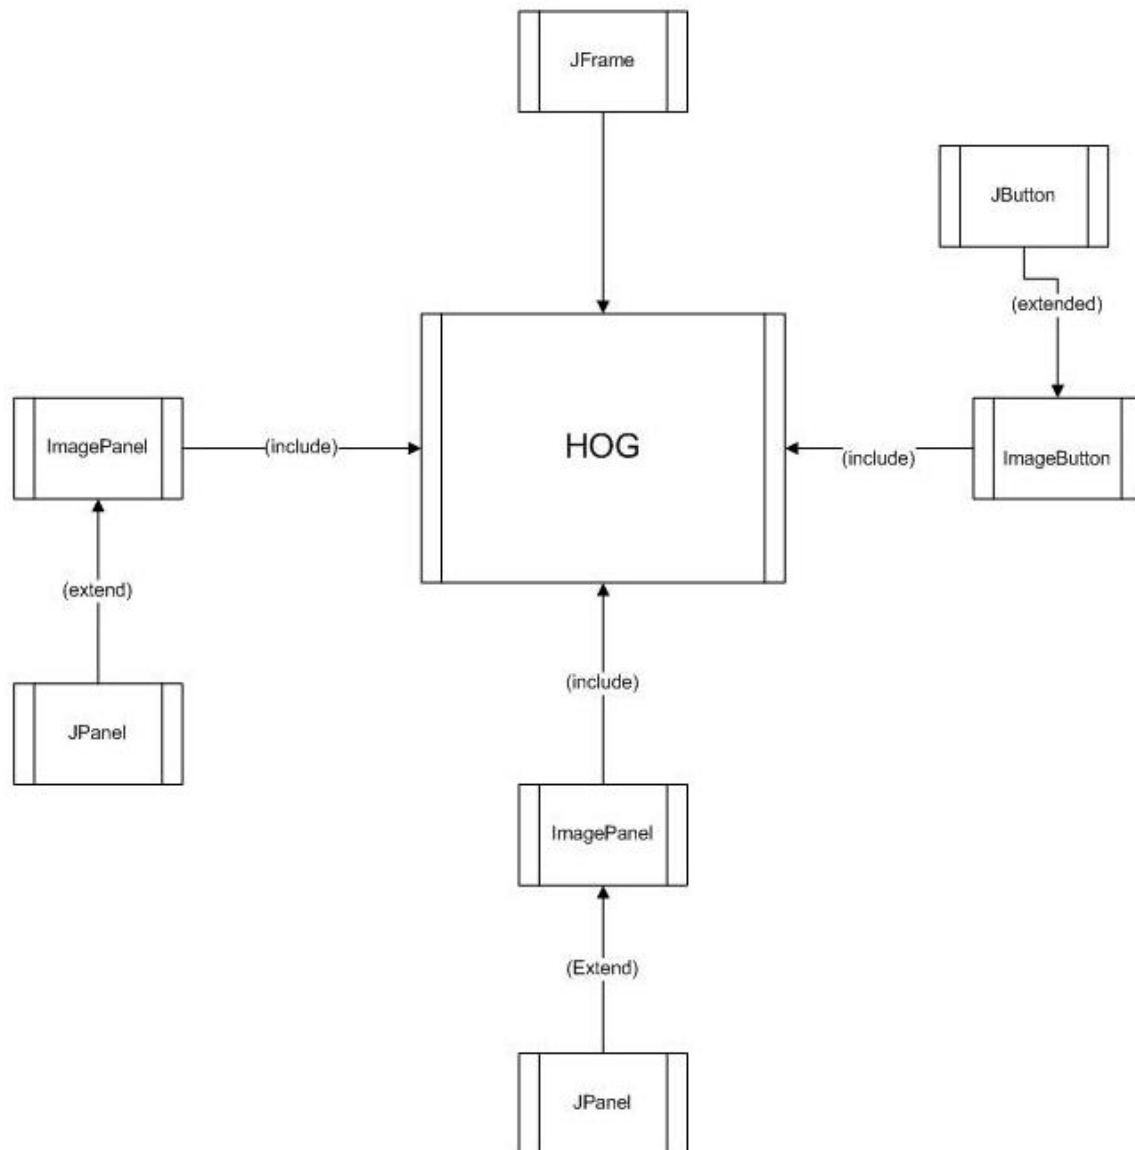 JFrame
JButton
(extended)
HOG
ImagePanel
(include)
(include)
ImageButton
(extend)
(include)
JPanel
ImagePanel
(Extend)
JPanel